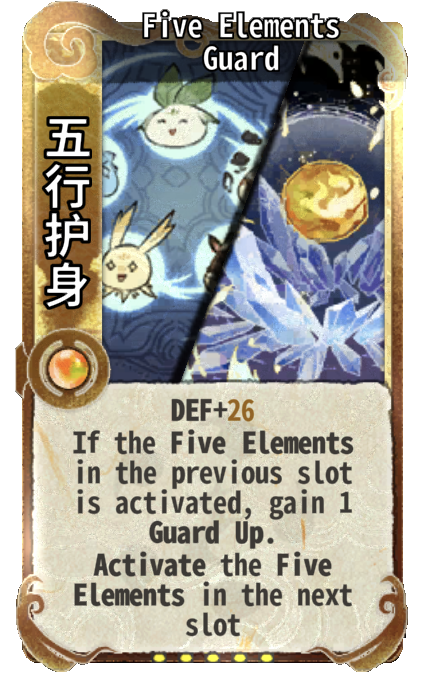 Five Elements
Guard
五行护身
DEF+26
If the Five Elements
in the previous slot
is activated, gain 1
Guard Up.
Activate the Five
Elements in the next
slot